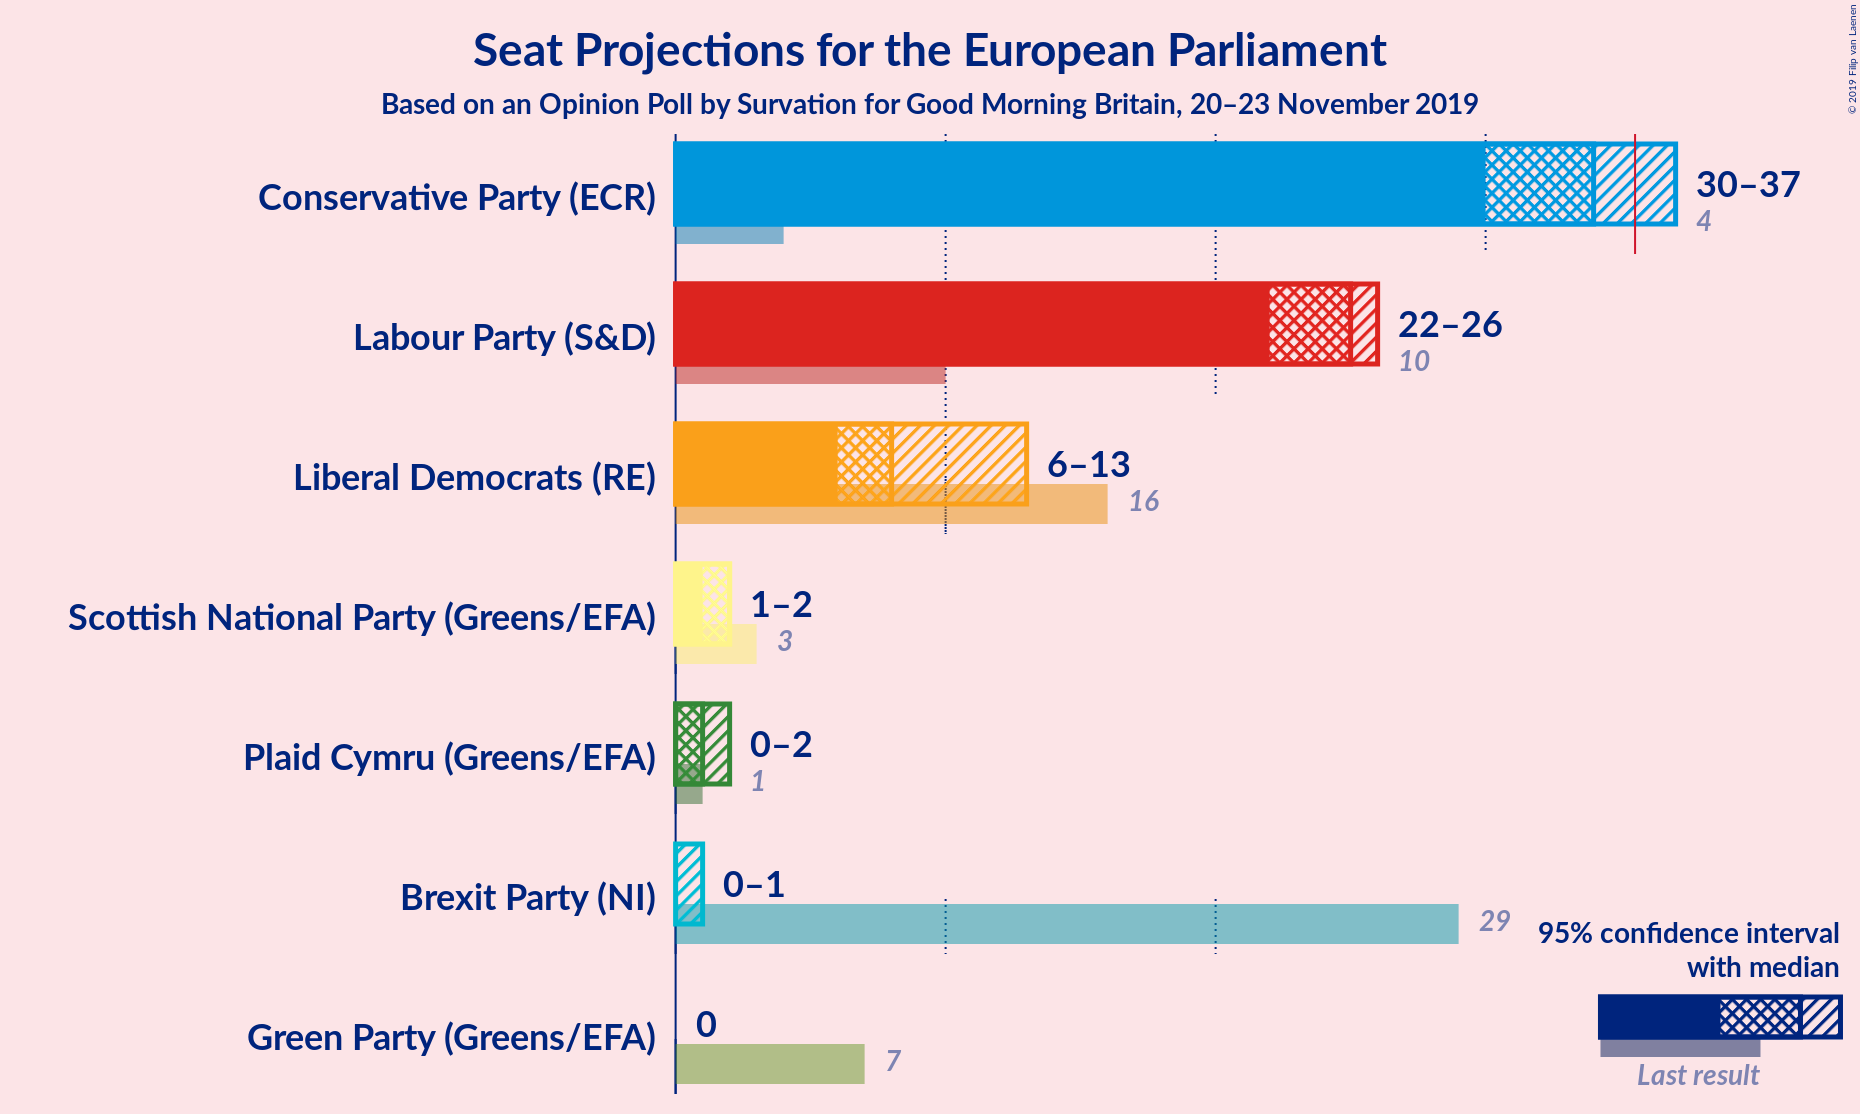 Seat Projections for the European Parliament
Based on an Opinion Poll by Survation for Good Morning Britain, 20–23 November 2019
© 2019 Filip van Laenen
Conservative Party (ECR)
30–37
4
Labour Party (S&D)
22–26
10
Liberal Democrats (RE)
6–13
16
Scottish National Party (Greens/EFA)
1–2
3
Plaid Cymru (Greens/EFA)
0–2
1
Brexit Party (NI)
0–1
29
Green Party (Greens/EFA)
0
7
95% confidence interval
with median
Last result